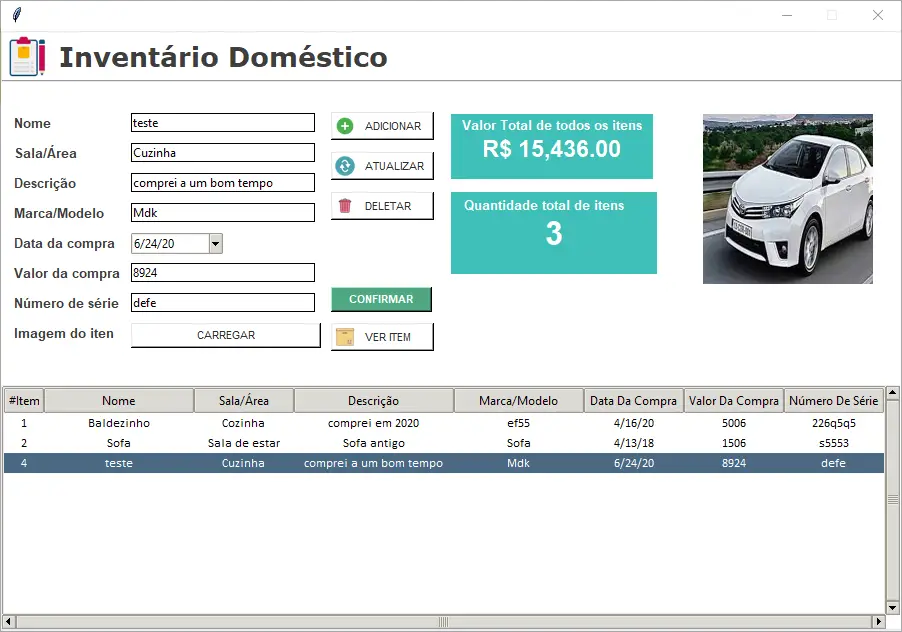 Inventário Doméstico
Nome teste
Sala/Área Cuzinha
Descrição comprei a um bom tempo
Marca/Modelo Mdk
Data da compra 6/24/20
Valor da compra 8924
Número de série defe
Imagem do iten CARREGAR
ADICIONAR
ATUALIZAR
DELETAR
CONFIRMAR
VER ITEM
Valor Total de todos os itens
R$ 15,436.00
Quantidade total de itens
3
#Item Nome Sala/Área Descrição Marca/Modelo Data Da Compra Valor Da Compra Número De Série
1 Baldezinho Cozinha comprei em 2020 ef55 4/16/20 5006 226q5q5
2 Sofa Sala de estar Sofa antigo Sofa 4/13/18 1506 s5553
4 teste Cuzinha comprei a um bom tempo Mdk 6/24/20 8924 defe